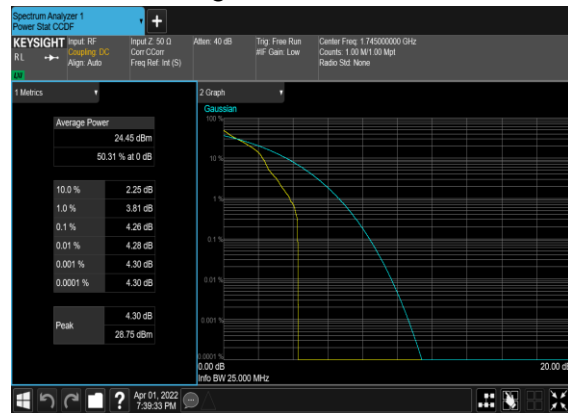 Spectrum Analyzer 1
Power Stat CCDF
+
KEYSIGHT
RL
Input: RF
Coupling: DC
Align: Auto
Input Z: 50 Ω
Corr CCorr
Freq Ref: Int (S)
Atten: 40 dB
Trig: Free Run
#IF Gain: Low
Center Freq: 1.745000000 GHz
Counts: 1.00 M/1.00 Mpt
Radio Std: None
LXI
1 Metrics
Average Power
24.45 dBm
50.31 % at 0 dB
10.0 % 2.25 dB
1.0 % 3.81 dB
0.1 % 4.26 dB
0.01 % 4.28 dB
0.001 % 4.30 dB
0.0001 % 4.30 dB
Peak
4.30 dB
28.75 dBm
2 Graph
Gaussian
100 %
10 %
1 %
0.1 %
0.01 %
0.001 %
0.0001 %
0.00 dB
20.00 dB
Info BW 25.000 MHz
?
Apr 01, 2022
7:39:33 PM